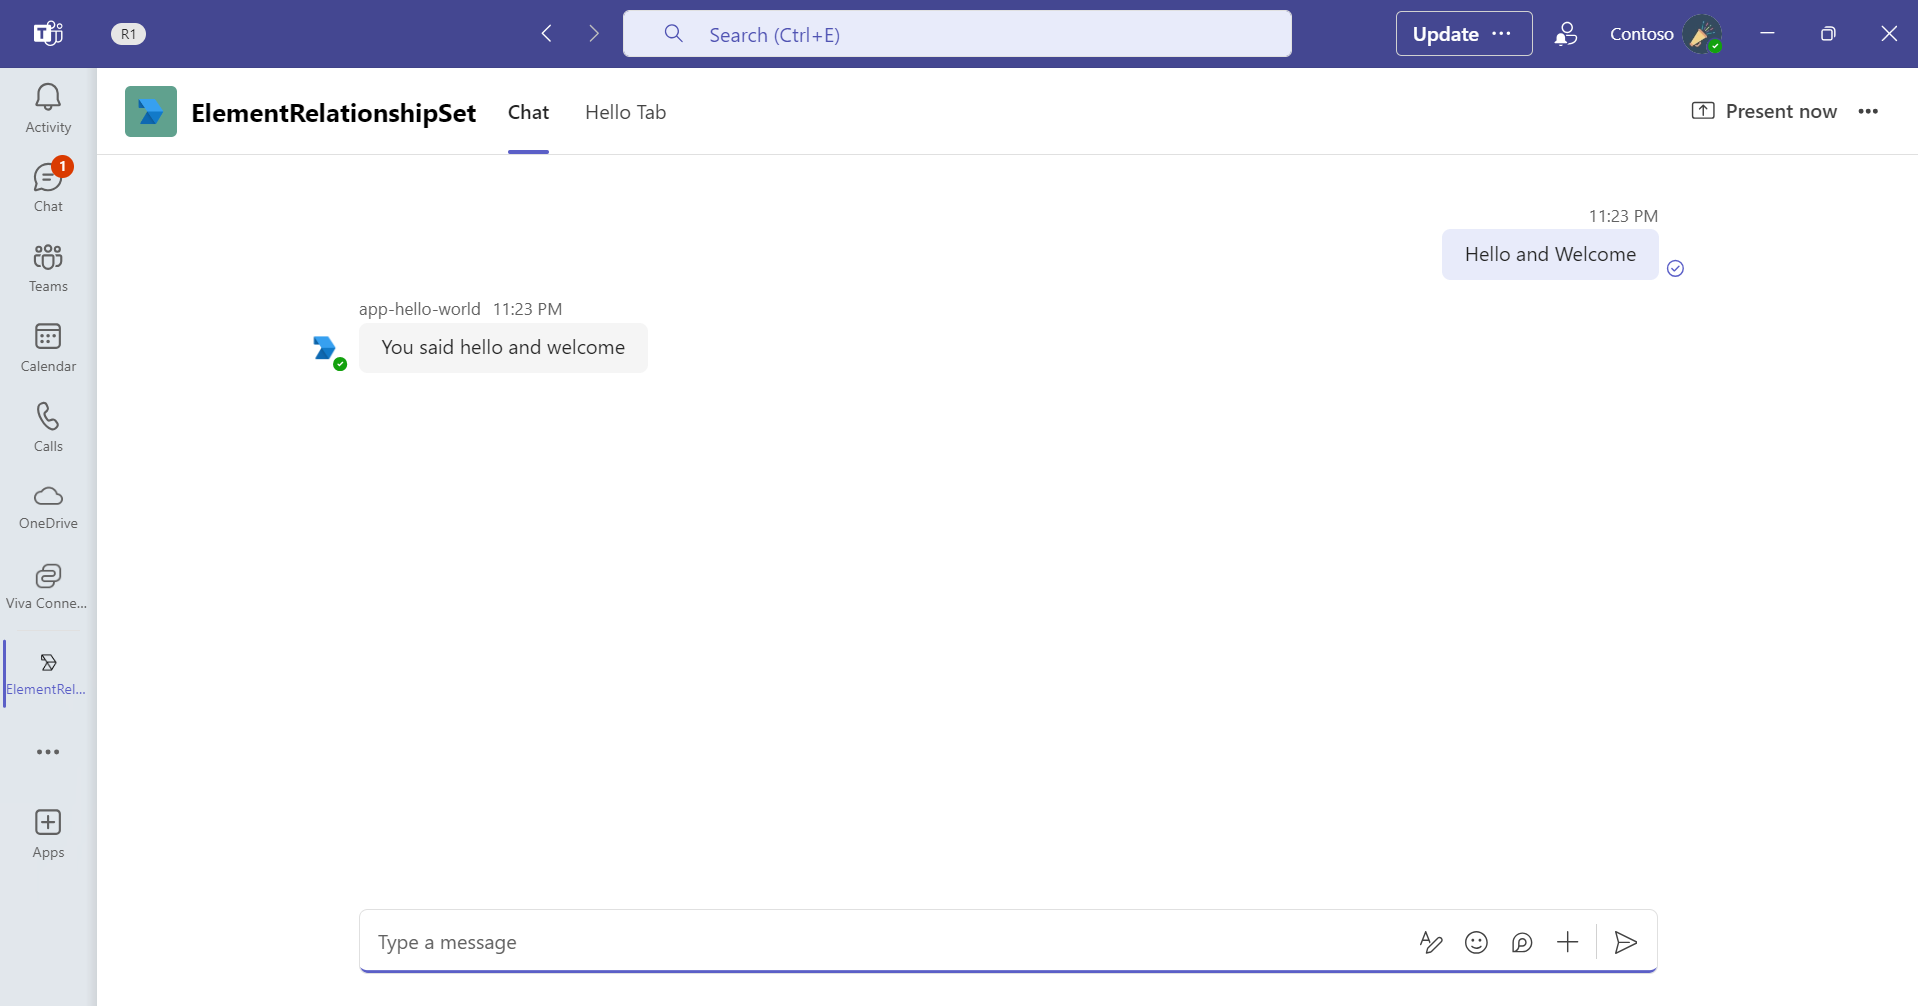 T
R1
Search (Ctrl+E)
Update
Contoso
Activity
1
Chat
Teams
Calendar
Calls
OneDrive
Viva Conne...
ElementRel...
Apps
ElementRelationshipSet
Chat
Hello Tab
Present now
11:23 PM
Hello and Welcome
app-hello-world 11:23 PM
You said hello and welcome
Type a message